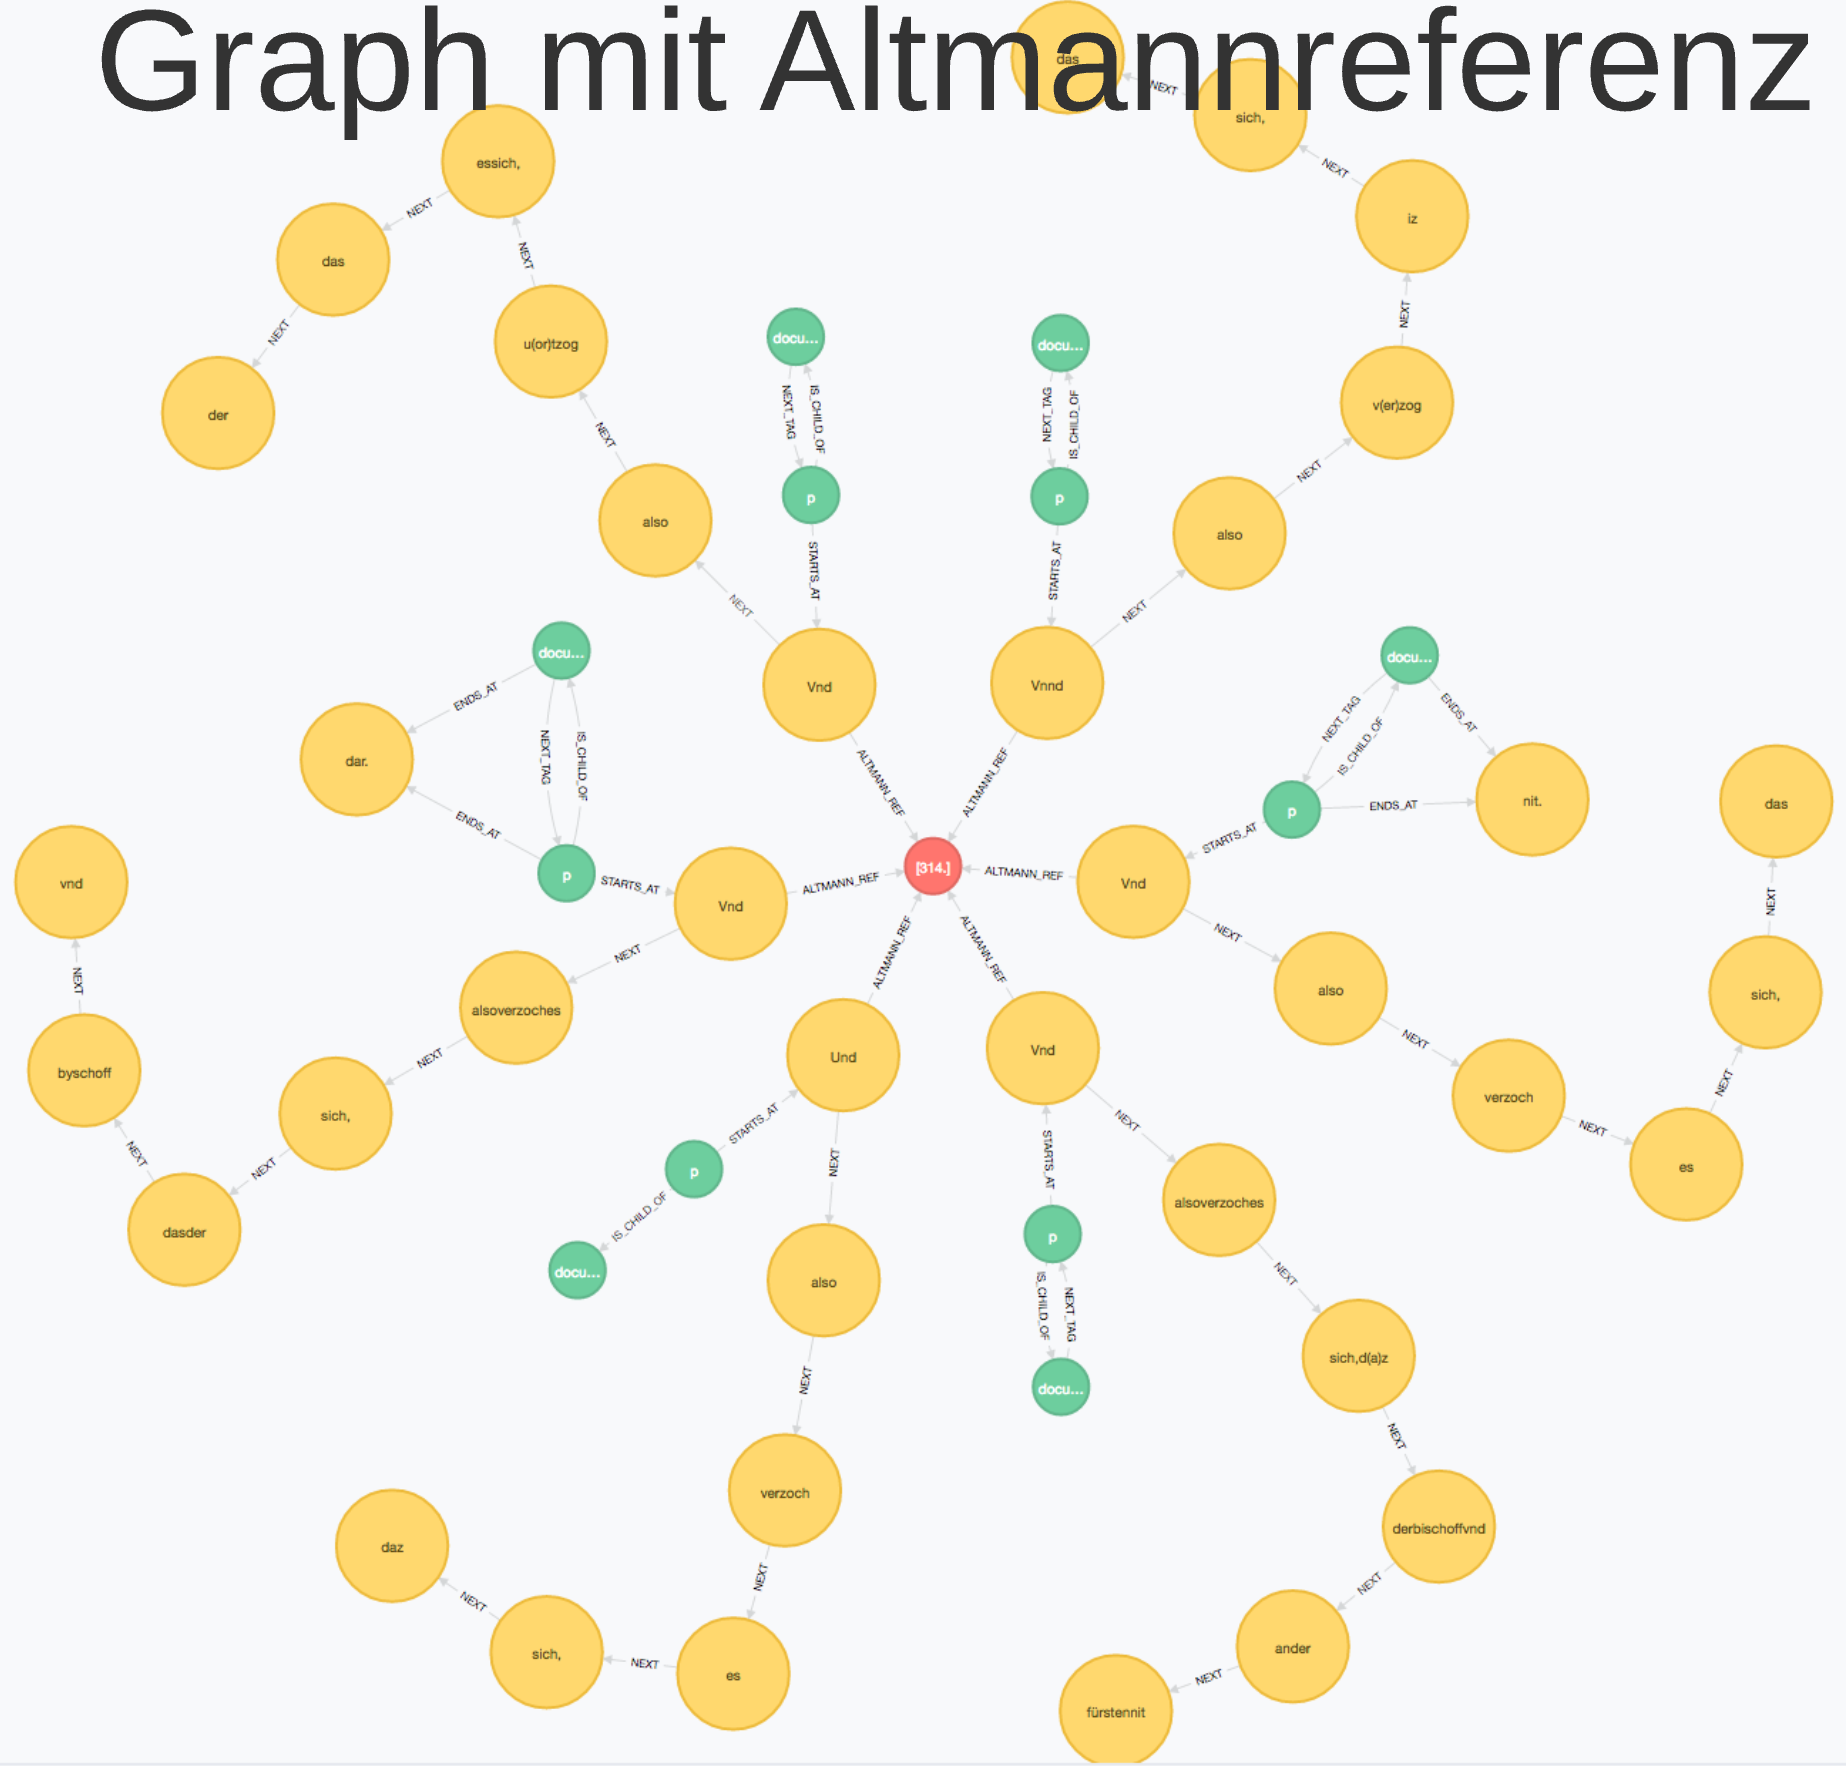 Graph mit Altmannreferenz
das
NEXT
sich,
NEXT
iz
NEXT
v(er)zog
NEXT
also
NEXT
Vnnd
ALTMANN_REF
docu...
NEXT_TAG
IS_CHILD_OF
p
STARTS_AT
essich,
NEXT
das
NEXT
der
NEXT
u(or)tzog
NEXT
also
NEXT
Vnd
ALTMANN_REF
docu...
NEXT_TAG
IS_CHILD_OF
p
STARTS_AT
docu...
ENDS_AT
dar.
NEXT_TAG
IS_CHILD_OF
ENDS_AT
p
STARTS_AT
Vnd
ALTMANN_REF
[314.]
NEXT
alsoverzoches
NEXT
sich,
NEXT
dasder
NEXT
byschoff
NEXT
vnd
docu...
NEXT_TAG
IS_CHILD_OF
ENDS_AT
p
ENDS_AT
nit.
STARTS_AT
ALTMANN_REF
Vnd
NEXT
also
NEXT
verzoch
NEXT
es
NEXT
sich,
NEXT
das
ALTMANN_REF
Und
STARTS_AT
p
IS_CHILD_OF
docu...
NEXT
also
NEXT
verzoch
NEXT
es
NEXT
sich,
NEXT
daz
ALTMANN_REF
Vnd
STARTS_AT
p
IS_CHILD_OF
NEXT_TAG
docu...
NEXT
alsoverzoches
NEXT
sich,d(a)z
NEXT
derbischoffvnd
NEXT
ander
NEXT
fürstennit